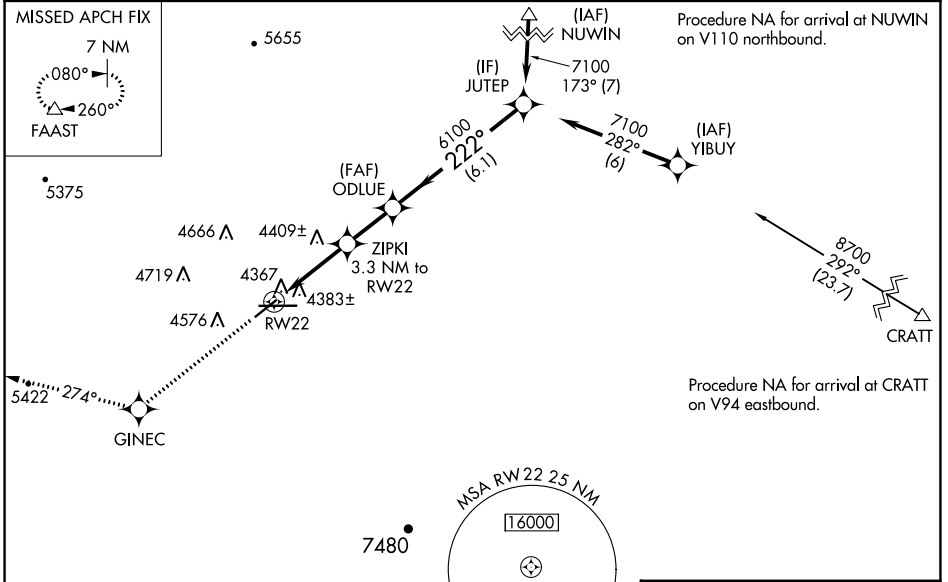 MISSED APCH FIX
7 NM
080°
260°
FAAST
5655
(IAF)
NUWIN
7100
173° (7)
Procedure NA for arrival at NUWIN
on V110 northbound.
(IF)
JUTEP
7100
282°
(6)
(IAF)
YIBUY
6100
222°
(6.1)
(FAF)
ODLUE
5375
4666
4409±
ZIPKI
3.3 NM to
RW22
4719
4367
4383±
4576
RW22
8700
292°
(23.7)
CRATT
5422
274°
GINEC
Procedure NA for arrival at CRATT
on V94 eastbound.
MSA RW22 25 NM
16000
7480